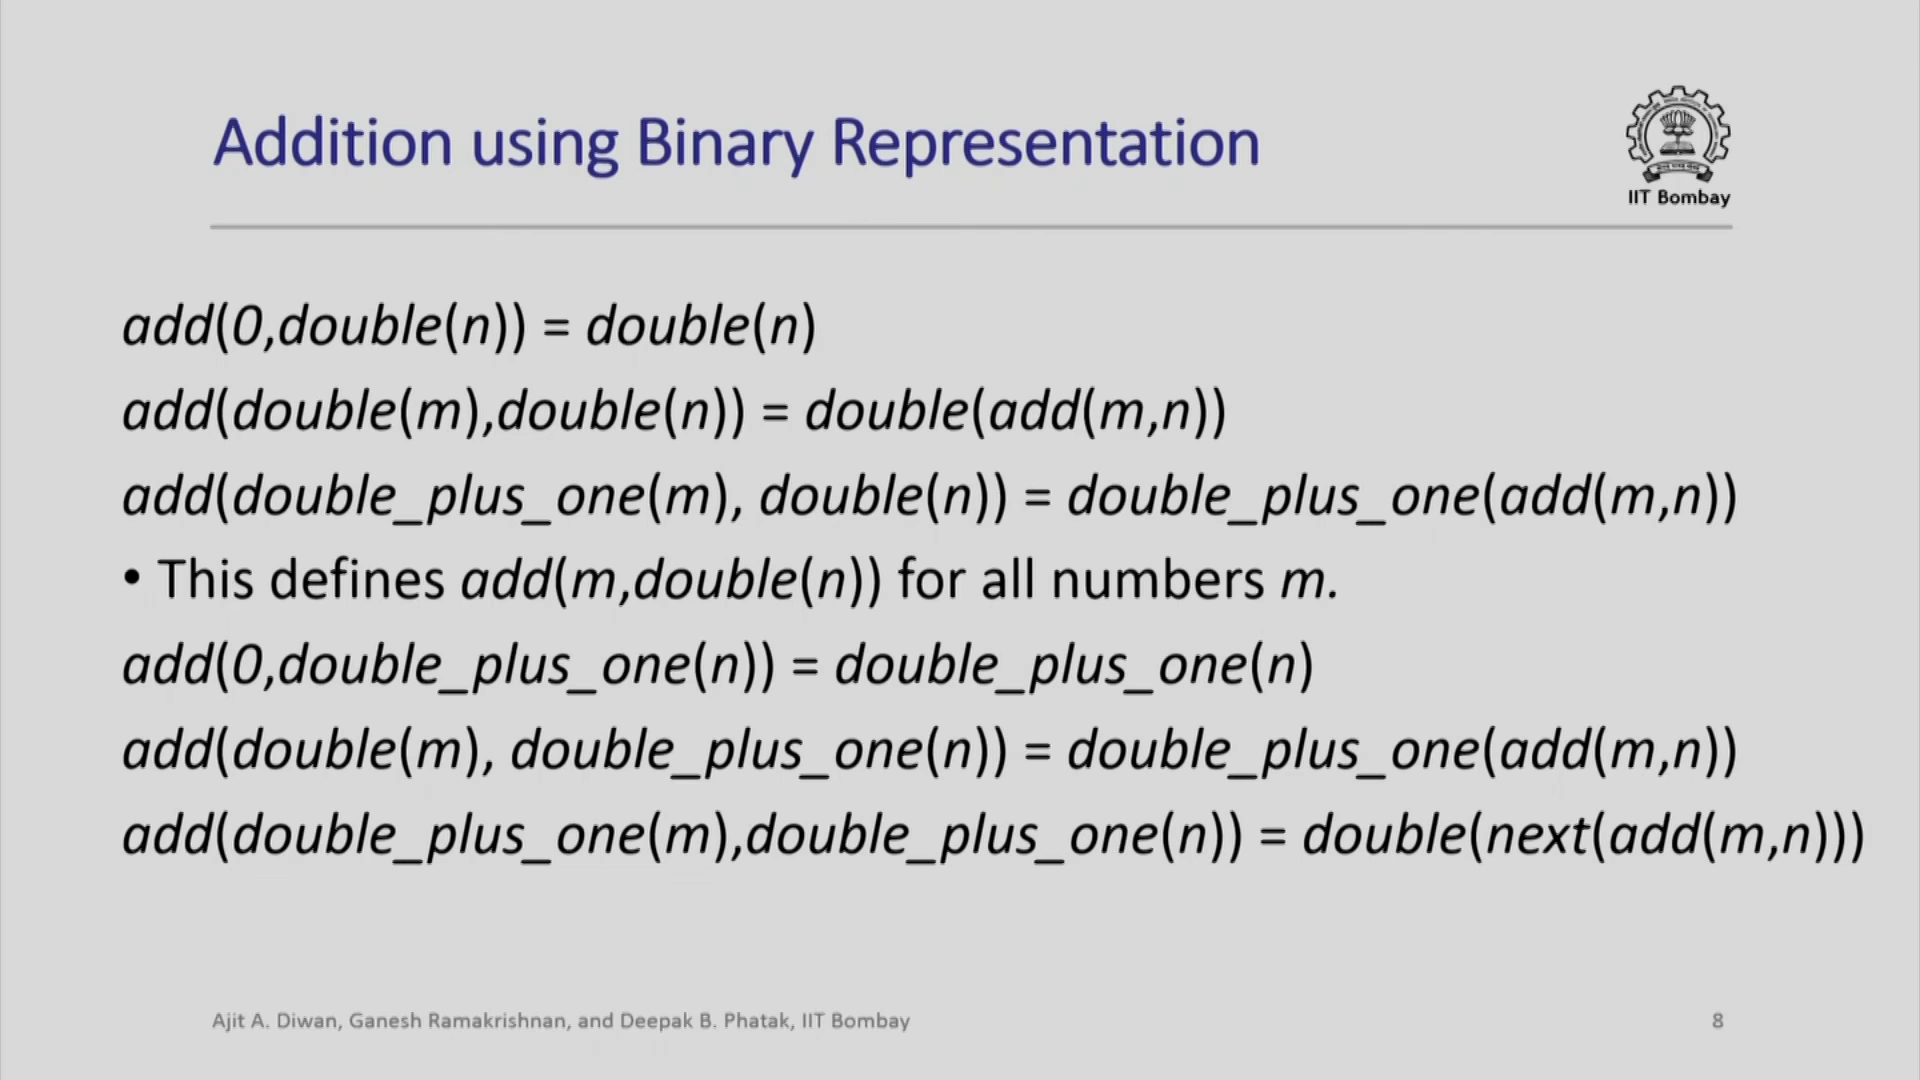 Addition using Binary Representation
IIT Bombay
add(0,double(n)) = double(n)
add(double(m),double(n)) = double(add(m,n))
add(double_plus_one(m), double(n)) = double_plus_one(add(m,n))
• This defines add(m,double(n)) for all numbers m.
add(0,double_plus_one(n)) = double_plus_one(n)
add(double(m), double_plus_one(n)) = double_plus_one(add(m,n))
add(double_plus_one(m),double_plus_one(n)) = double(next(add(m,n)))
Ajit A. Diwan, Ganesh Ramakrishnan, and Deepak B. Phatak, IIT Bombay
8